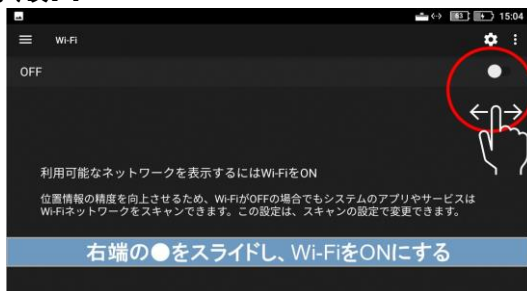 15:04
Wi-Fi
OFF
利用可能なネットワークを表示するにはWi-FiをON
位置情報の精度を向上させるため、Wi-FiがOFFの場合でもシステムのアプリやサービスは
Wi-Fiネットワークをスキャンできます。この設定は、スキャンの設定で変更できます。
右端の●をスライドし、Wi-FiをONにする